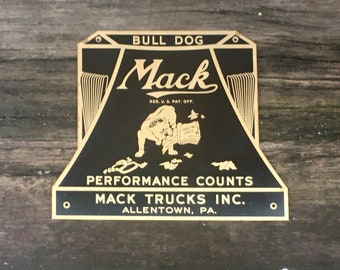 BULL DOG
Mack
REG. U.S. PAT. OFF.
PERFORMANCE COUNTS
MACK TRUCKS INC.
ALLENTOWN, PA.